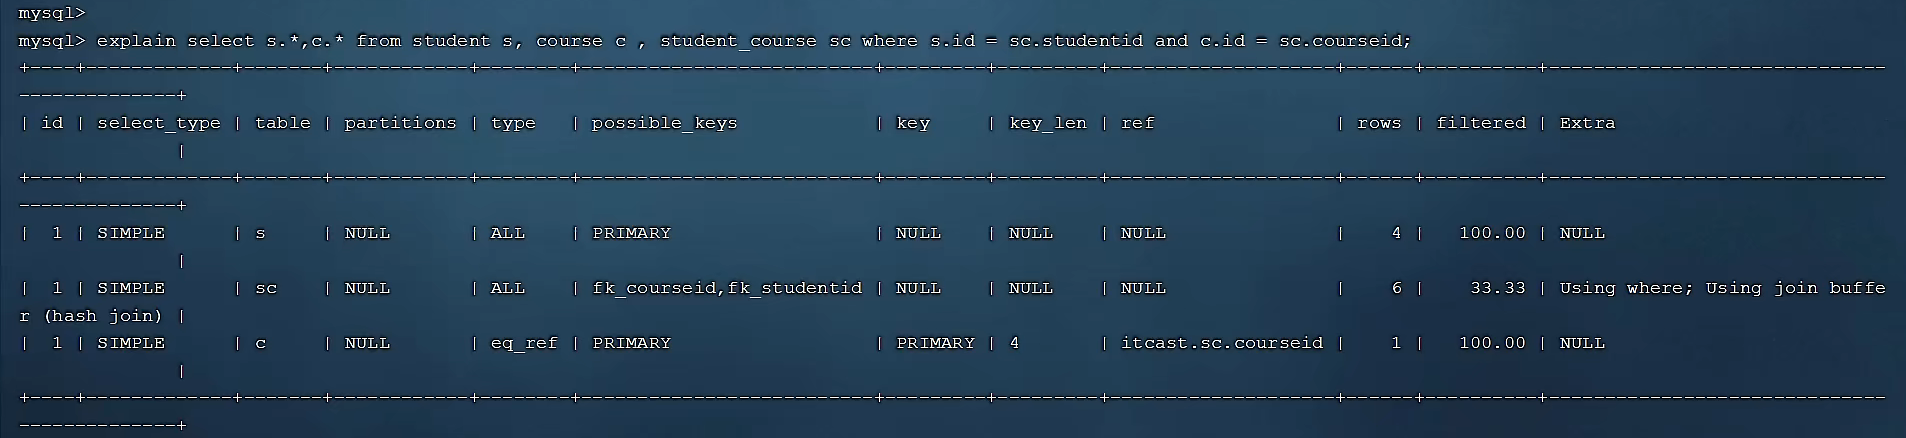 mysql>
mysql> explain select s.*,c.* from student s, course c , student_course sc where s.id = sc.studentid and c.id = sc.courseid;
+----+-------------+-------+------------+--------+--------------------------+---------+---------+--------------------+------+----------+------------------------------
--------------+
| id | select_type | table | partitions | type   | possible_keys            | key     | key_len | ref                | rows | filtered | Extra
              |
+----+-------------+-------+------------+--------+--------------------------+---------+---------+--------------------+------+----------+------------------------------
--------------+
|  1 | SIMPLE      | s     | NULL       | ALL    | PRIMARY                  | NULL    | NULL    | NULL               |    4 |   100.00 | NULL
              |
|  1 | SIMPLE      | sc    | NULL       | ALL    | fk_courseid,fk_studentid | NULL    | NULL    | NULL               |    6 |    33.33 | Using where; Using join buffe
r (hash join) |
|  1 | SIMPLE      | c     | NULL       | eq_ref | PRIMARY                  | PRIMARY | 4       | itcast.sc.courseid |    1 |   100.00 | NULL
              |
+----+-------------+-------+------------+--------+--------------------------+---------+---------+--------------------+------+----------+------------------------------
--------------+